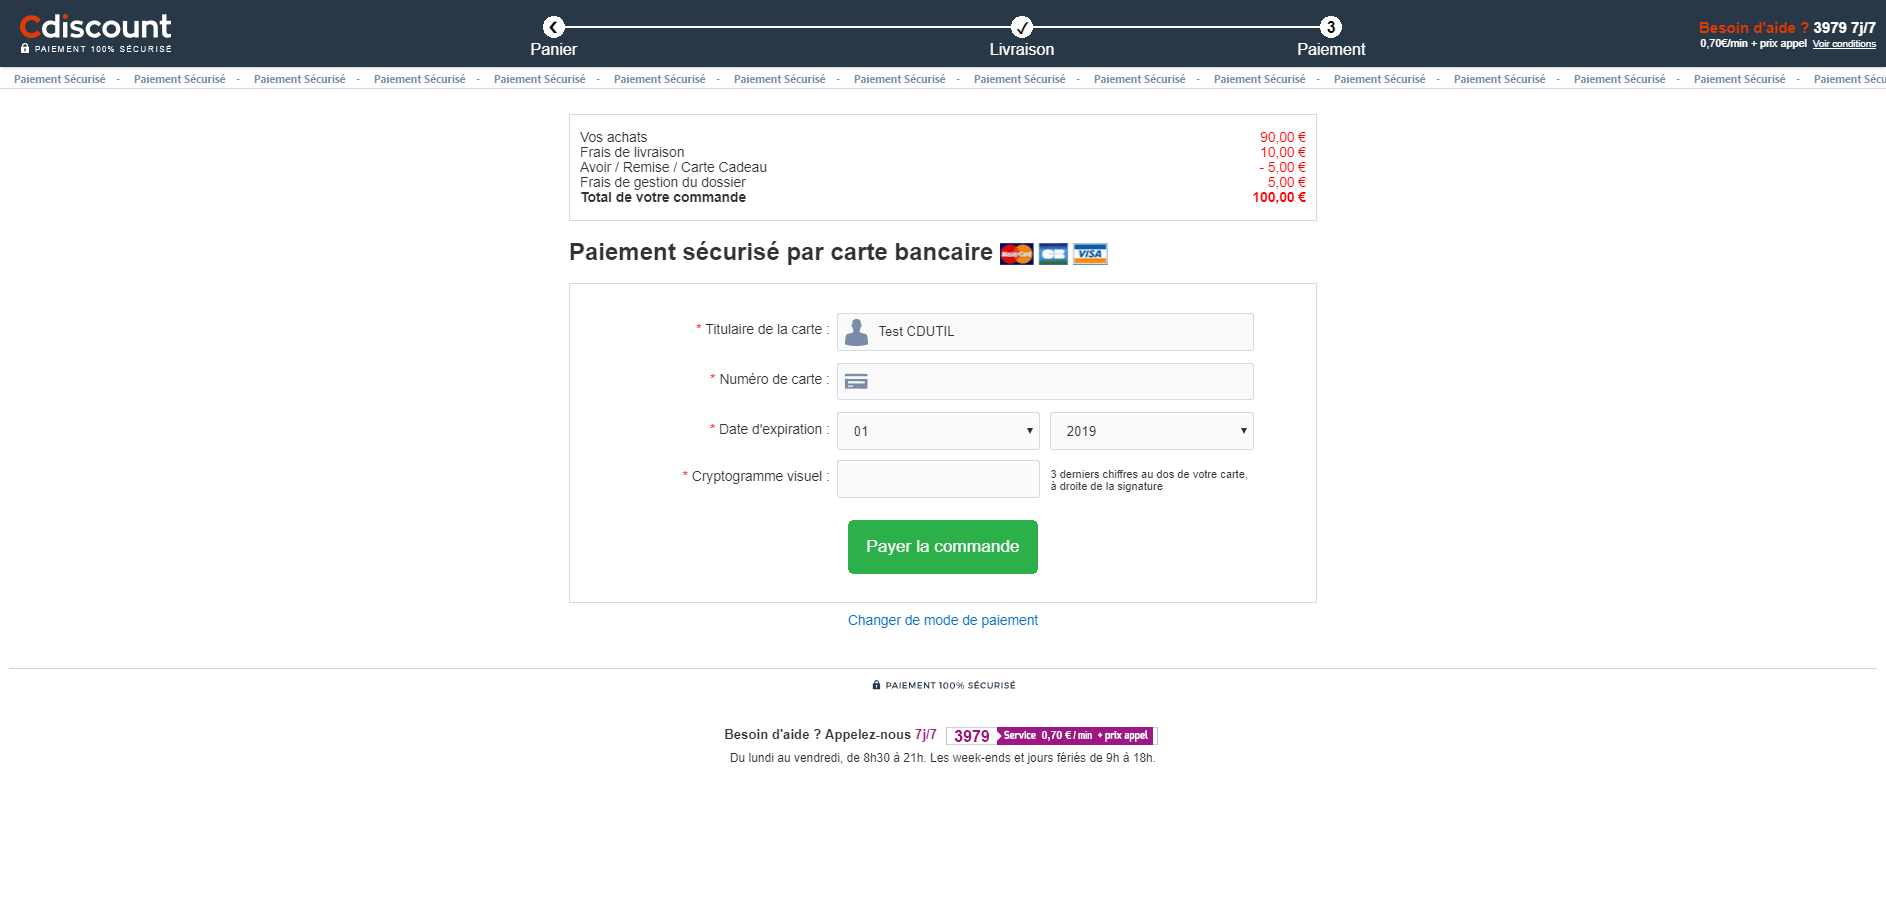 Cdiscount
PAIEMENT 100% SÉCURISÉ
Panier
Livraison
3
Paiement
Besoin d'aide ? 3979 7j/7
0,70€/min + prix appel Voir conditions
Paiement Sécurisé - Paiement Sécurisé - Paiement Sécurisé - Paiement Sécurisé - Paiement Sécurisé - Paiement Sécurisé - Paiement Sécurisé - Paiement Sécurisé - Paiement Sécurisé - Paiement Sécurisé - Paiement Sécurisé - Paiement Sécurisé - Paiement Sécurisé - Paiement Sécurisé - Paiement Sécurisé - Paiement Sécu
Vos achats 90,00 €
Frais de livraison 10,00 €
Avoir / Remise / Carte Cadeau - 5,00 €
Frais de gestion du dossier 5,00 €
Total de votre commande 100,00 €
Paiement sécurisé par carte bancaire MasterCard CB VISA
* Titulaire de la carte : Test CDUTIL
* Numéro de carte :
* Date d'expiration : 01 2019
* Cryptogramme visuel : 3 derniers chiffres au dos de votre carte,
à droite de la signature
Payer la commande
Changer de mode de paiement
PAIEMENT 100% SÉCURISÉ
Besoin d'aide ? Appelez-nous 7j/7 3979 Service 0,70 € / min + prix appel
Du lundi au vendredi, de 8h30 à 21h. Les week-ends et jours fériés de 9h à 18h.